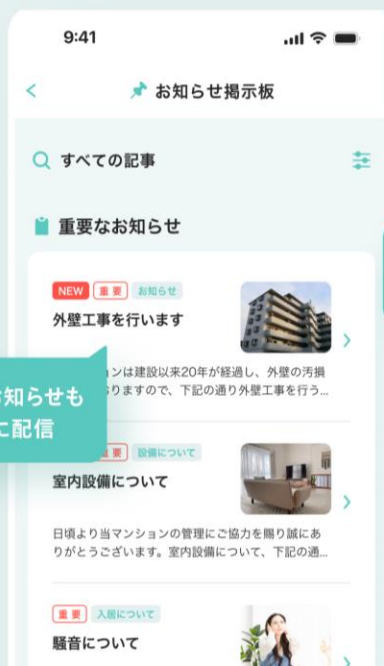 9:41
お知らせ掲示板
すべての記事
重要なお知らせ
NEW 重要 お知らせ
外壁工事を行います
ンは建設以来20年が経過し、外壁の汚損
りますので、下記の通り外壁工事を行う...
知らせも
に配信
重要 設備について
室内設備について
日頃より当マンションの管理にご協力を賜り誠にあ
りがとうございます。室内設備について、下記の通...
重要 入居について
騒音について